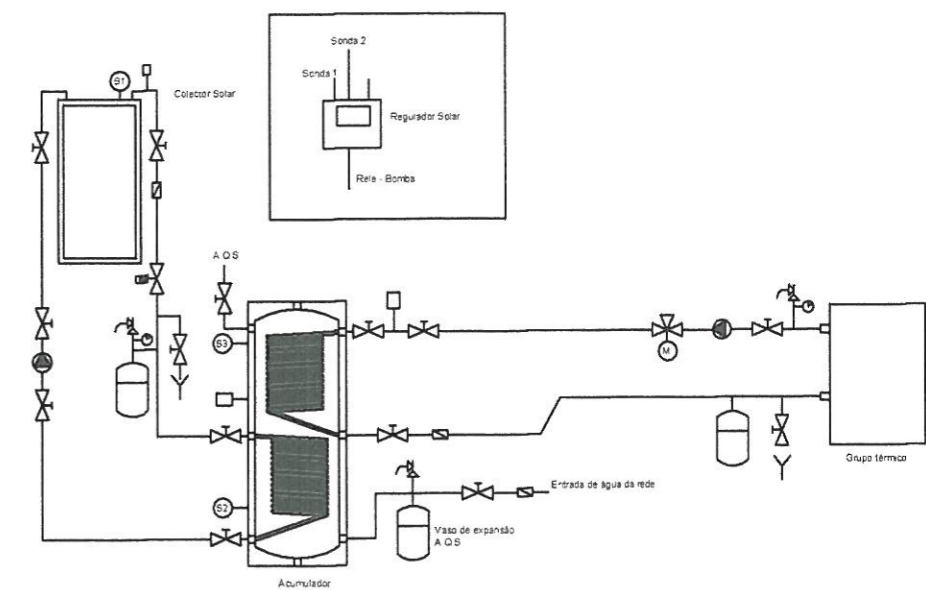 Sonda 2
Sonda 1
S1
Colector Solar
Regurador Solar
Rele - Bomba
A Q S
S3
M
Grupo térmico
S2
Entrada de água da rede
Vaso de expansão
A Q S
Acumulador